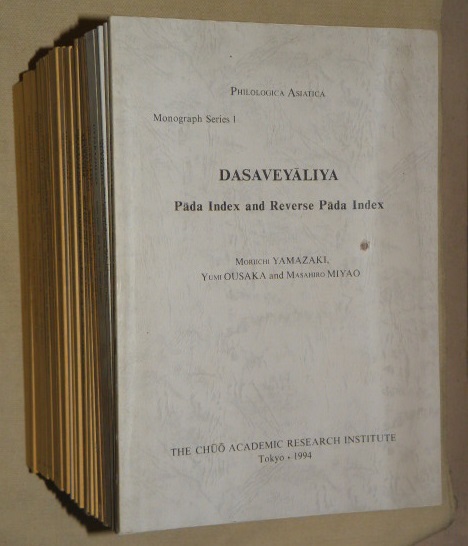 PHILOLOGICA ASIATICA
Monograph Series 1
DASAVEYĀLIYA
Pāda Index and Reverse Pāda Index
MORIICHI YAMAZAKI,
YUMI OUSAKA and MASAHIRO MIYAO
THE CHŪŌ ACADEMIC RESEARCH INSTITUTE
Tokyo · 1994